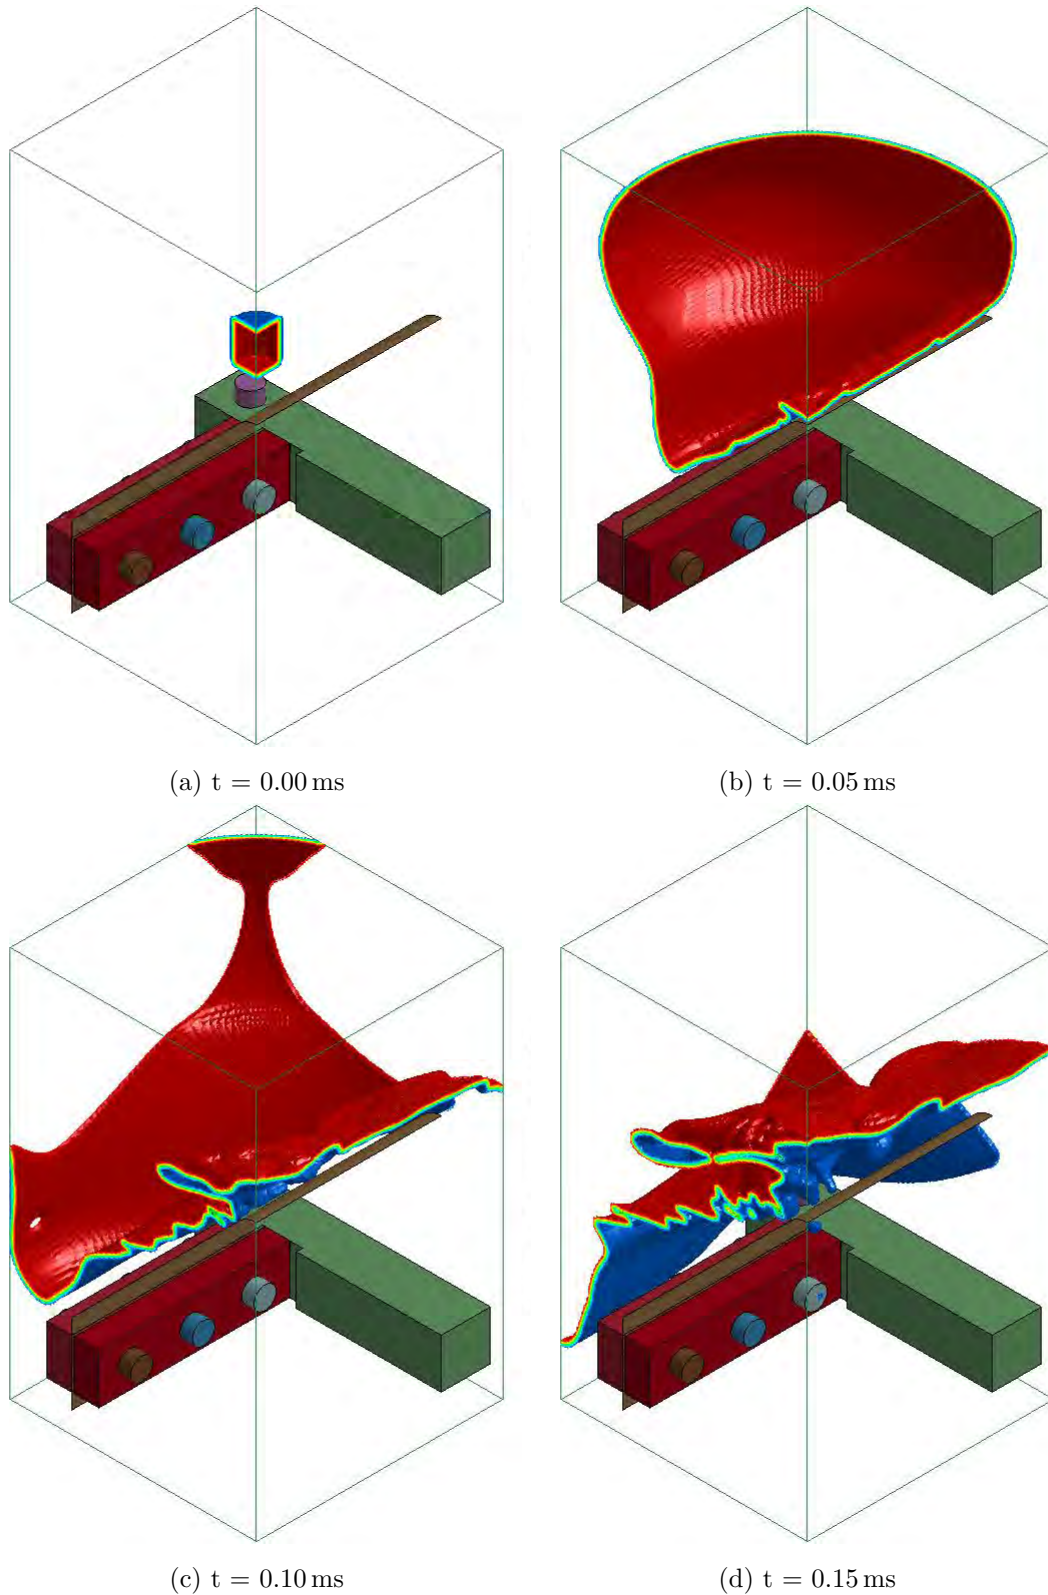 (a) t = 0.00 ms
(b) t = 0.05 ms
(c) t = 0.10 ms
(d) t = 0.15 ms